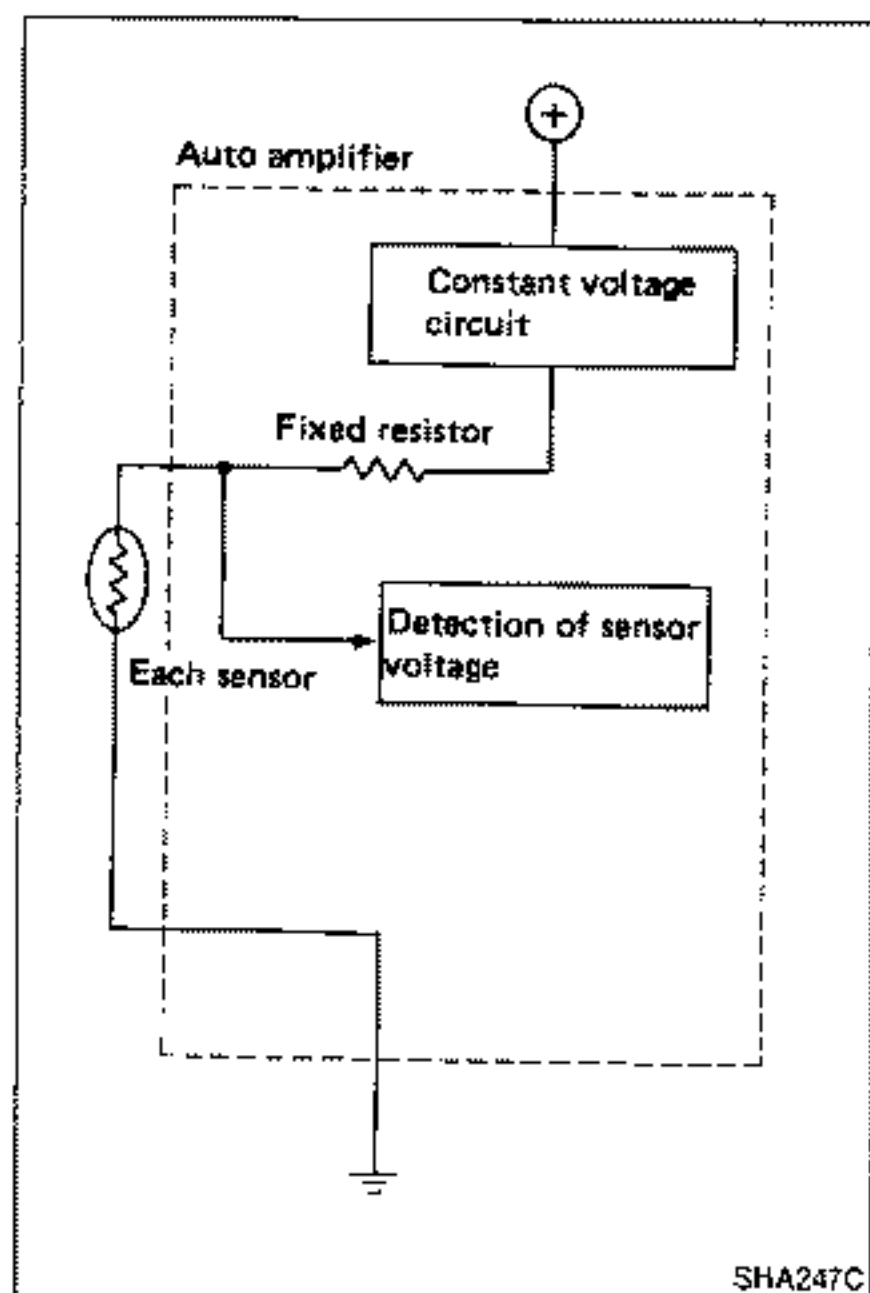 +
Auto amplifier
Constant voltage
circuit
Fixed resistor
Detection of sensor
voltage
Each sensor
SHA247C